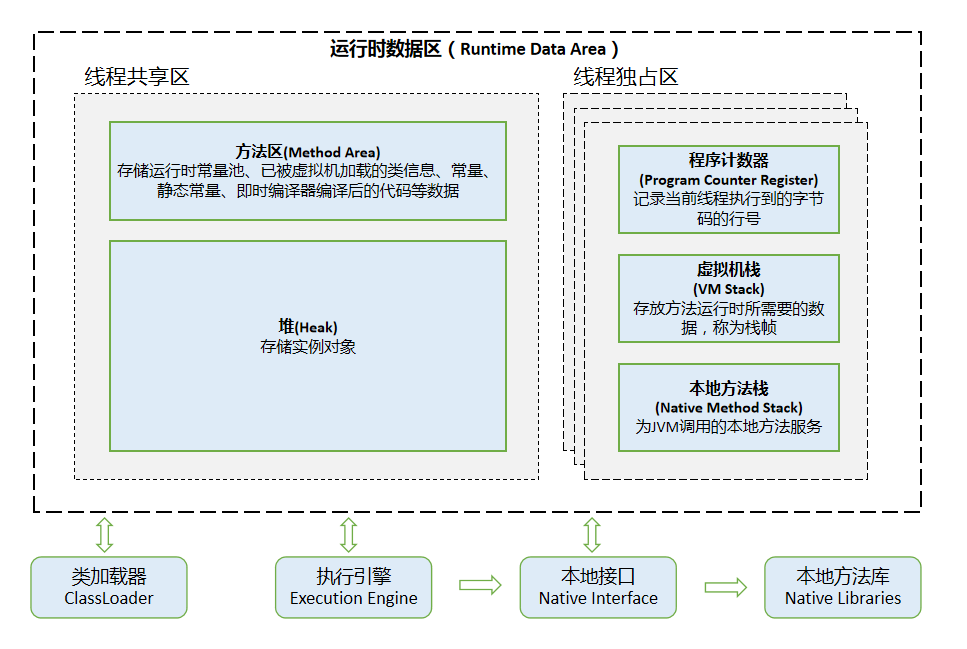 运行时数据区（Runtime Data Area）
线程共享区
方法区(Method Area)
存储运行时常量池、已被虚拟机加载的类信息、常量、
静态常量、即时编译器编译后的代码等数据
堆(Heak)
存储实例对象
线程独占区
程序计数器
(Program Counter Register)
记录当前线程执行到的字节
码的行号
虚拟机栈
(VM Stack)
存放方法运行时所需要的数
据，称为栈帧
本地方法栈
(Native Method Stack)
为JVM调用的本地方法服务
类加载器
ClassLoader
执行引擎
Execution Engine
本地接口
Native Interface
本地方法库
Native Libraries